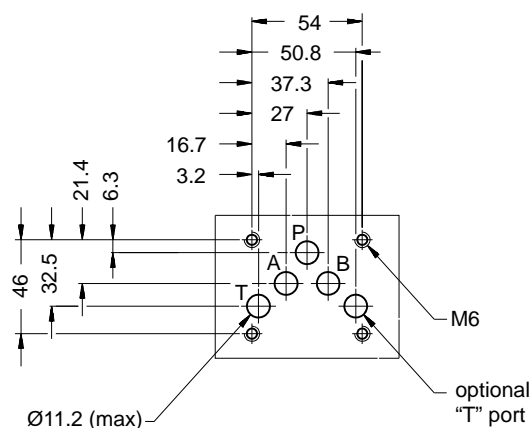 54
50.8
37.3
27
16.7
3.2
21.4
6.3
46
32.5
P
A
B
T
M6
Ø11.2 (max)
optional
“T” port